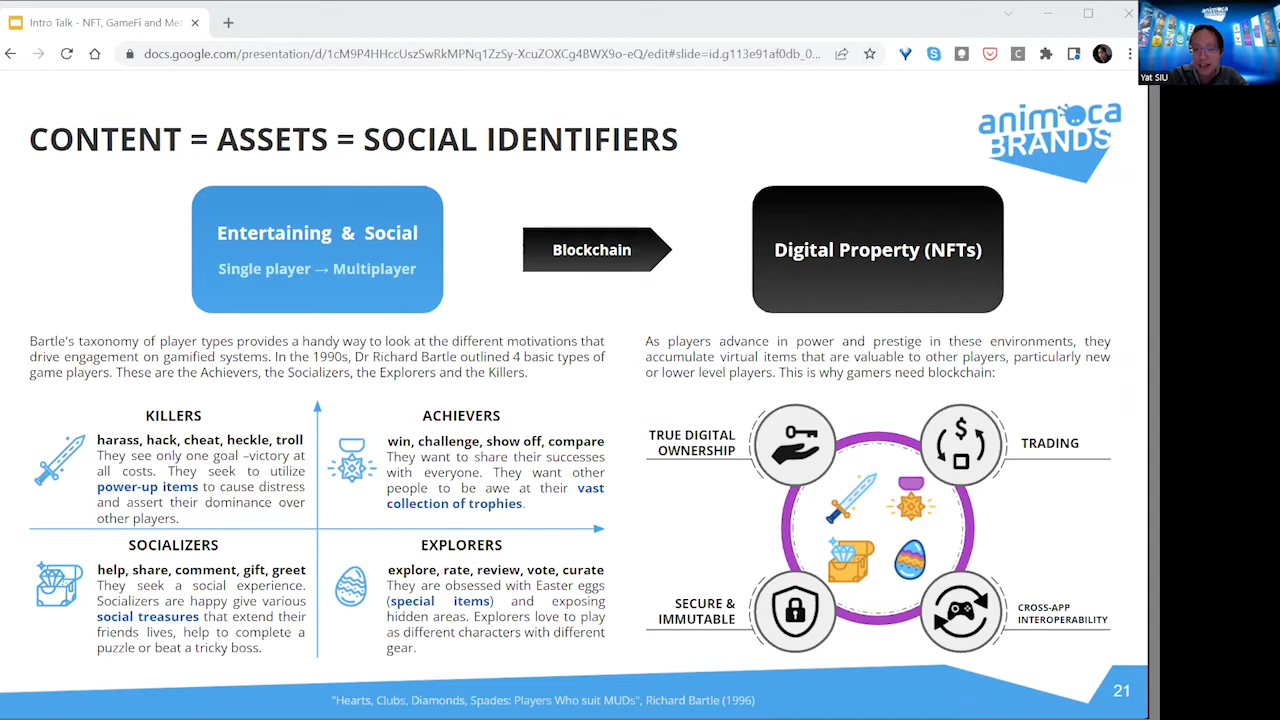 Intro Talk - NFT, GameFi and Met
docs.google.com/presentation/d/1cM9P4HHccUszSwRkR1PNq1ZzSy-XcuZOXCg4BWX9o-eQ/edit#slide=id.g113e91af0db_0...
animoca
Yat SIU
CONTENT = ASSETS = SOCIAL IDENTIFIERS
animoca
BRANDS
Entertaining & Social
Single player → Multiplayer
Blockchain
Digital Property (NFTs)
Bartle's taxonomy of player types provides a handy way to look at the different motivations that
drive engagement on gamified systems. In the 1990s, Dr Richard Bartle outlined 4 basic types of
game players. These are the Achievers, the Socializers, the Explorers and the Killers.
As players advance in power and prestige in these environments, they
accumulate virtual items that are valuable to other players, particularly new
or lower level players. This is why gamers need blockchain:
KILLERS
harass, hack, cheat, heckle, troll
They see only one goal –victory at
all costs. They seek to utilize
power-up items to cause distress
and assert their dominance over
other players.
ACHIEVERS
win, challenge, show off, compare
They want to share their successes
with everyone. They want other
people to be awe at their vast
collection of trophies.
SOCIALIZERS
help, share, comment, gift, greet
They seek a social experience.
Socializers are happy give various
social treasures that extend their
friends lives, help to complete a
puzzle or beat a tricky boss.
EXPLORERS
explore, rate, review, vote, curate
They are obsessed with Easter eggs
(special items) and exposing
hidden areas. Explorers love to play
as different characters with different
gear.
TRUE DIGITAL
OWNERSHIP
TRADING
SECURE &
IMMUTABLE
CROSS-APP
INTEROPERABILITY
"Hearts, Clubs, Diamonds, Spades: Players Who suit MUDs", Richard Bartle (1996)
21